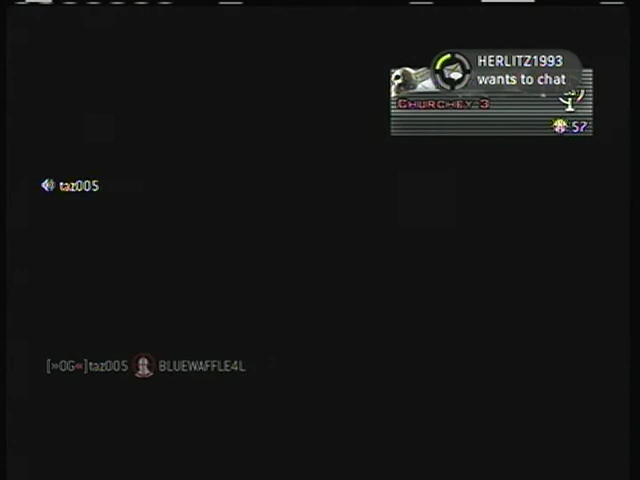 HERLITZ1993
wants to chat
Churchey 3
57
taz005
[»OG«]taz005 BLUEWAFFLE4L